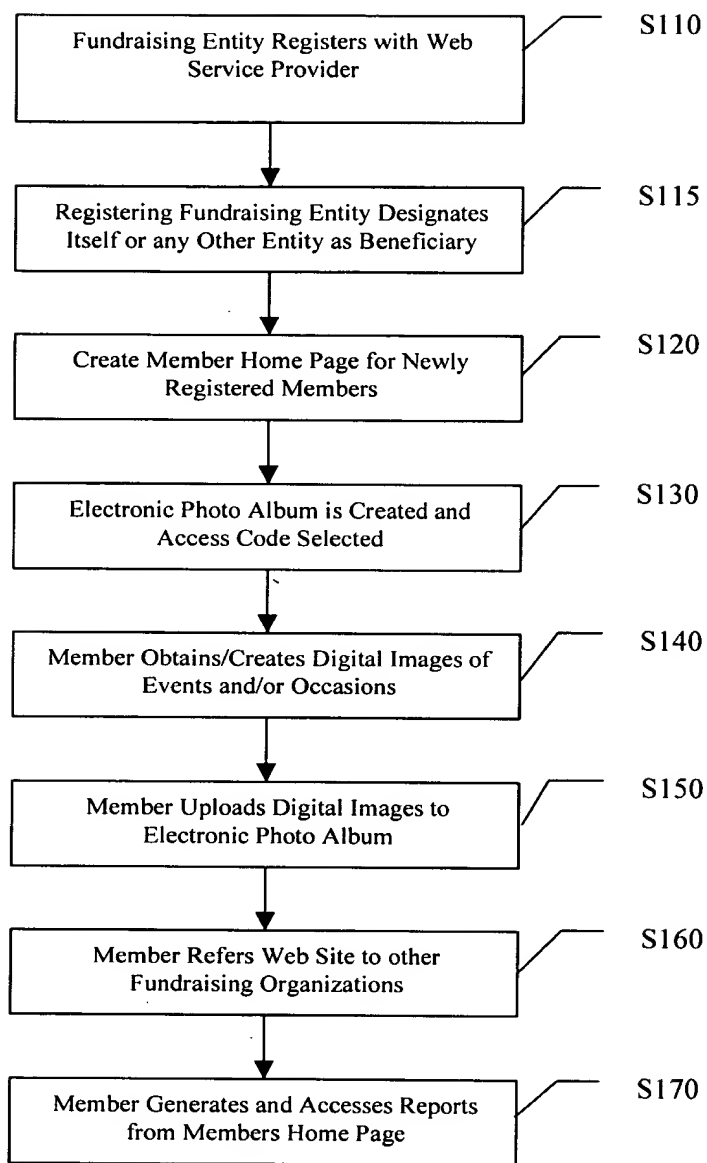 Fundraising Entity Registers with Web
Service Provider
S110
Registering Fundraising Entity Designates
Itself or any Other Entity as Beneficiary
S115
Create Member Home Page for Newly
Registered Members
S120
Electronic Photo Album is Created and
Access Code Selected
S130
Member Obtains/Creates Digital Images of
Events and/or Occasions
S140
Member Uploads Digital Images to
Electronic Photo Album
S150
Member Refers Web Site to other
Fundraising Organizations
S160
Member Generates and Accesses Reports
from Members Home Page
S170